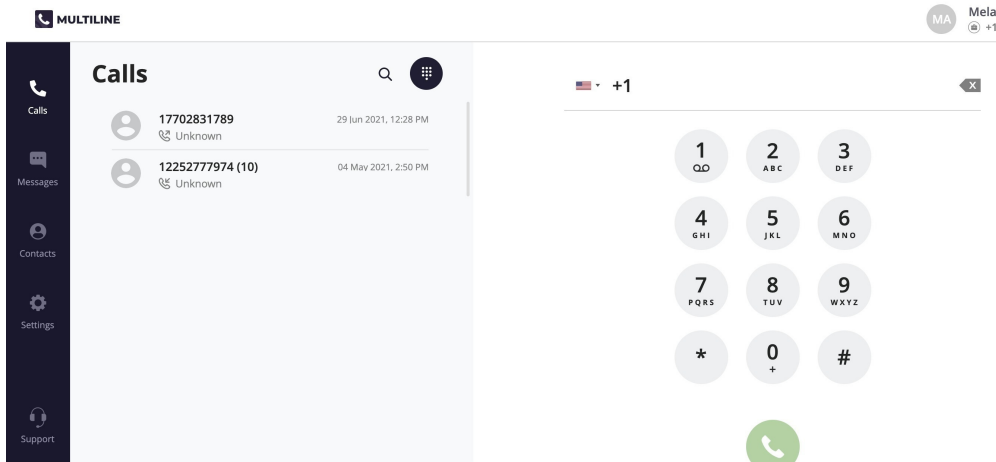 MULTILINE
MA
Mela
+1
Calls
Messages
Contacts
Settings
Support
Calls
17702831789
29 Jun 2021, 12:28 PM
Unknown
12252777974 (10)
04 May 2021, 2:50 PM
Unknown
+1
X
1
2
ABC
3
DEF
4
GHI
5
JKL
6
MNO
7
PQRS
8
TUV
9
WXYZ
*
0
+
#